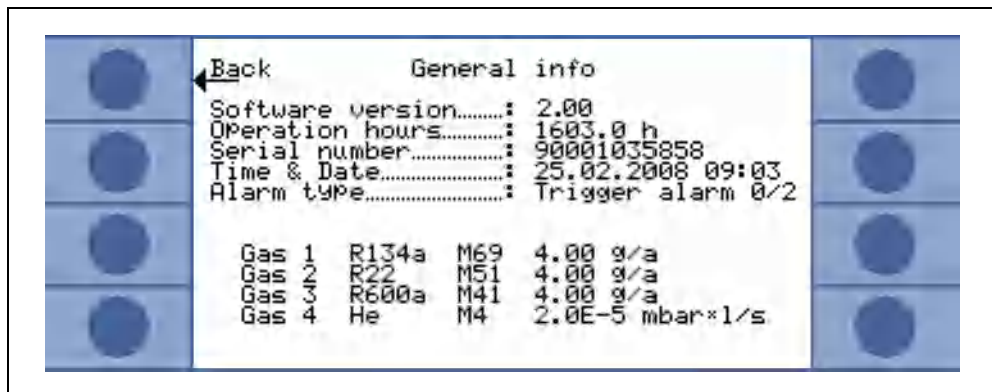 Back General info
Software version........: 2.00
Operation hours.........: 1603.0 h
Serial number...........: 90001035858
Time & Date.............: 25.02.2008 09:03
Alarm type..............: Trigger alarm 0/2
Gas 1 R134a M69 4.00 g/a
Gas 2 R22 M51 4.00 g/a
Gas 3 R600a M41 4.00 g/a
Gas 4 He M4 2.0E-5 mbar*l/s